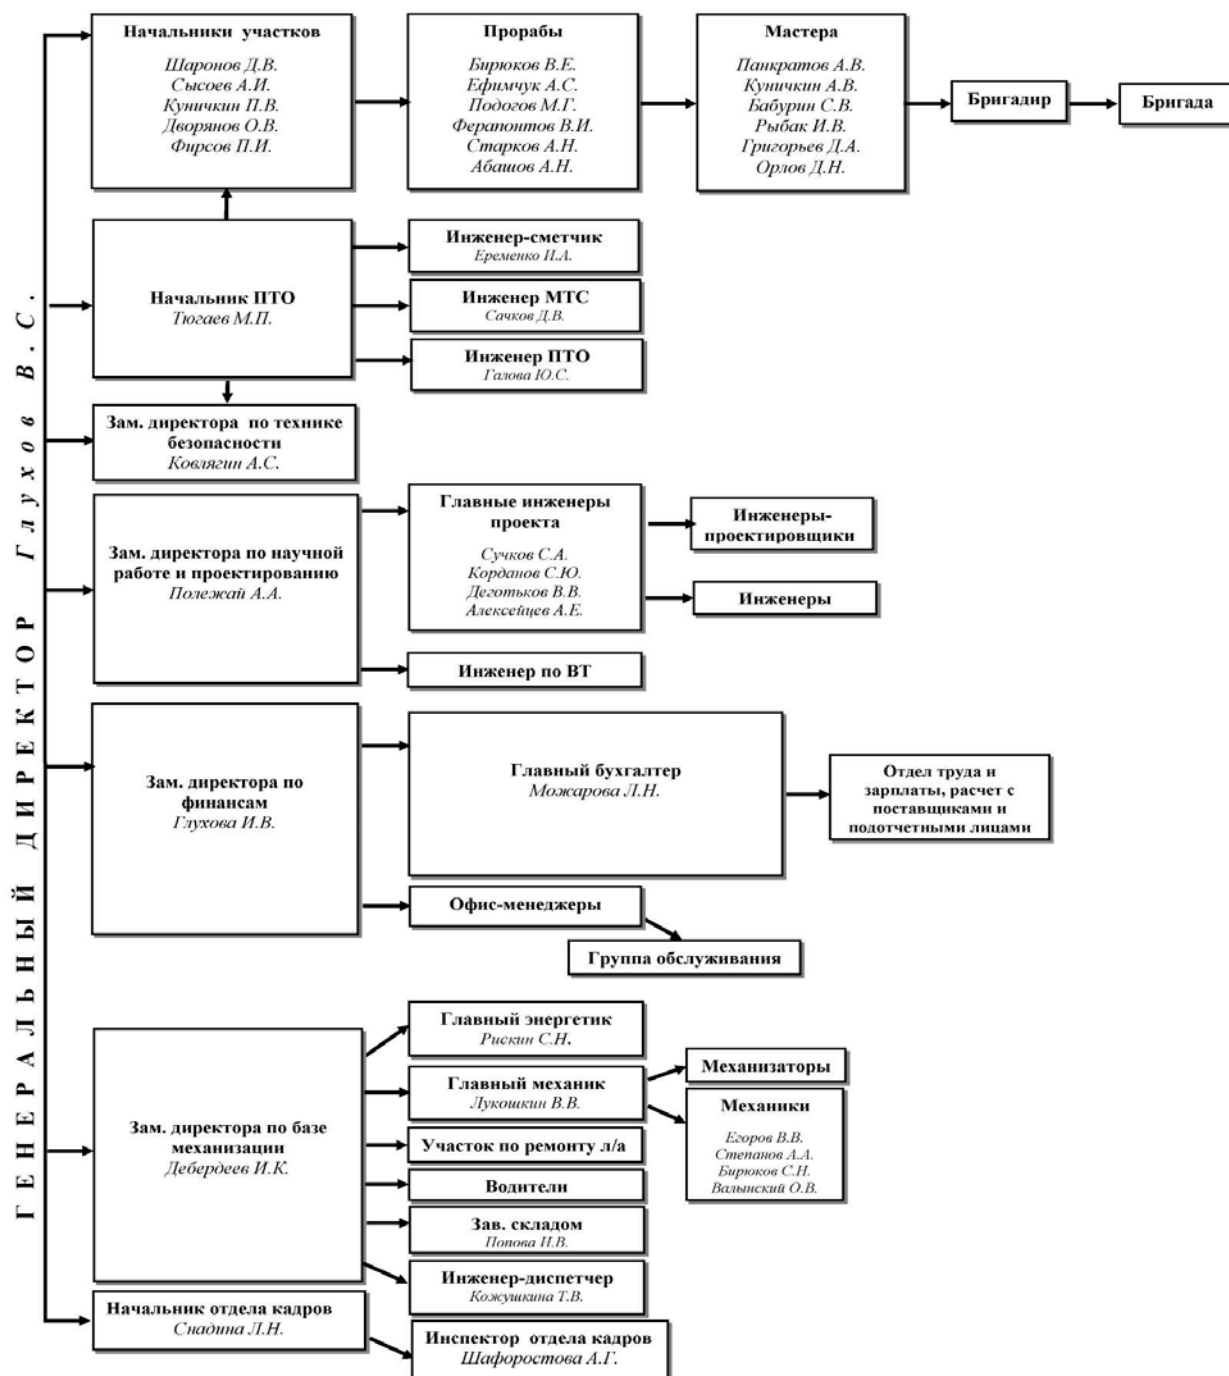 ГЕНЕРАЛЬНЫЙ ДИРЕКТОР Глухов В.С.
Начальники участков
Шаронов Д.В.
Сысоев А.И.
Куничкин П.В.
Дворянов О.В.
Фирсов П.И.
Прорабы
Бирюков В.Е.
Ефимчук А.С.
Подогов М.Г.
Ферапонтов В.И.
Старков А.Н.
Абашов А.Н.
Мастера
Панкратов А.В.
Куничкин А.В.
Бабурин С.В.
Рыбак И.В.
Григорьев Д.А.
Орлов Д.Н.
Бригадир
Бригада
Начальник ПТО
Тюгаев М.П.
Инженер-сметчик
Еременко И.А.
Инженер МТС
Сачков Д.В.
Инженер ПТО
Галова Ю.С.
Зам. директора по технике
безопасности
Ковлягин А.С.
Зам. директора по научной
работе и проектированию
Полежай А.А.
Главные инженеры
проекта
Сучков С.А.
Корданов С.Ю.
Деготьков В.В.
Алексейцев А.Е.
Инженеры-
проектировщики
Инженеры
Инженер по ВТ
Зам. директора по
финансам
Глухова И.В.
Главный бухгалтер
Можарова Л.Н.
Отдел труда и
зарплаты, расчет с
поставщиками и
подотчетными лицами
Офис-менеджеры
Группа обслуживания
Зам. директора по базе
механизации
Дебердеев И.К.
Главный энергетик
Рискин С.Н.
Главный механик
Лукошкин В.В.
Механизаторы
Механики
Егоров В.В.
Степанов А.А.
Бирюков С.Н.
Валынский О.В.
Участок по ремонту л/а
Водители
Зав. складом
Попова И.В.
Инженер-диспетчер
Кожушкина Т.В.
Начальник отдела кадров
Снадина Л.Н.
Инспектор отдела кадров
Шафоростова А.Г.